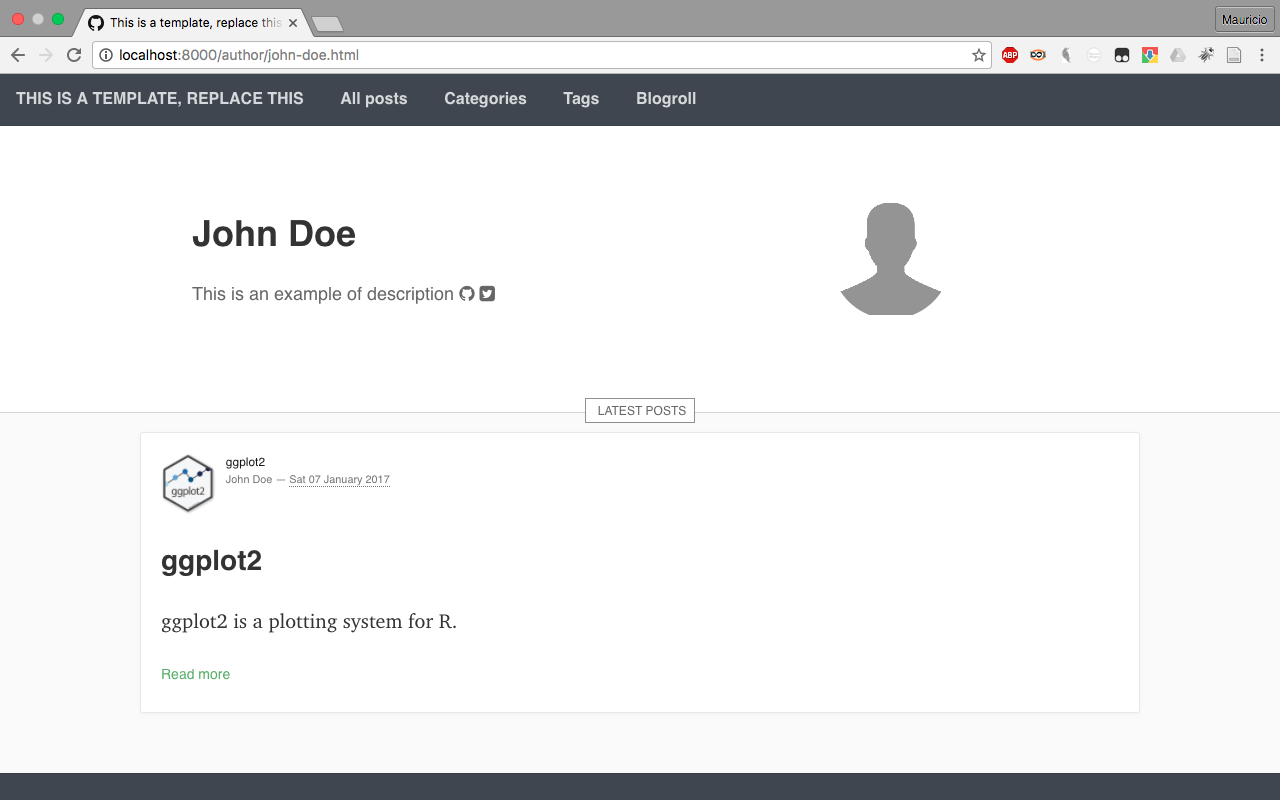 This is a template, replace this
Mauricio
localhost:8000/author/john-doe.html
ABP
THIS IS A TEMPLATE, REPLACE THIS All posts Categories Tags Blogroll
John Doe
This is an example of description
LATEST POSTS
ggplot2
ggplot2
John Doe — Sat 07 January 2017
ggplot2
ggplot2 is a plotting system for R.
Read more